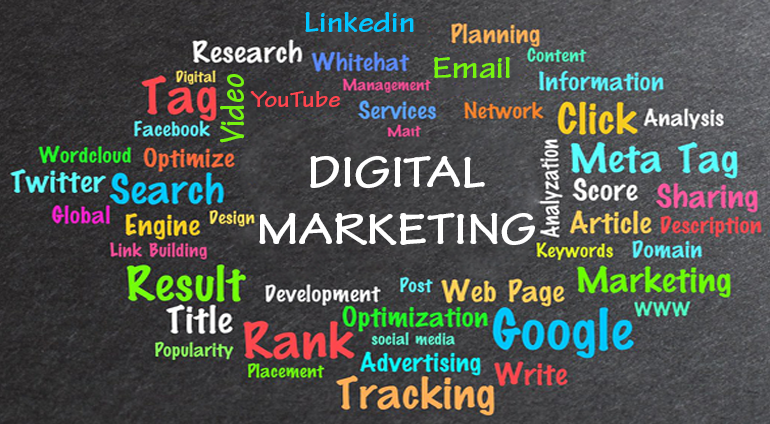 Linkedin
Planning
Research
Whitehat
Content
Email
Digital
Tag
Video
Management
Information
YouTube
Services
Network
Click
Analysis
Facebook
Mart
Wordcloud
Optimize
DIGITAL
MARKETING
Analyzation
Meta Tag
Twitter
Search
Score
Sharing
Global
Engine
Design
Article
Description
Link Building
Keywords
Domain
Result
Development
Post
Web Page
Marketing
WWW
Title
Optimization
Google
Popularity
Rank
social media
Placement
Advertising
Write
Tracking